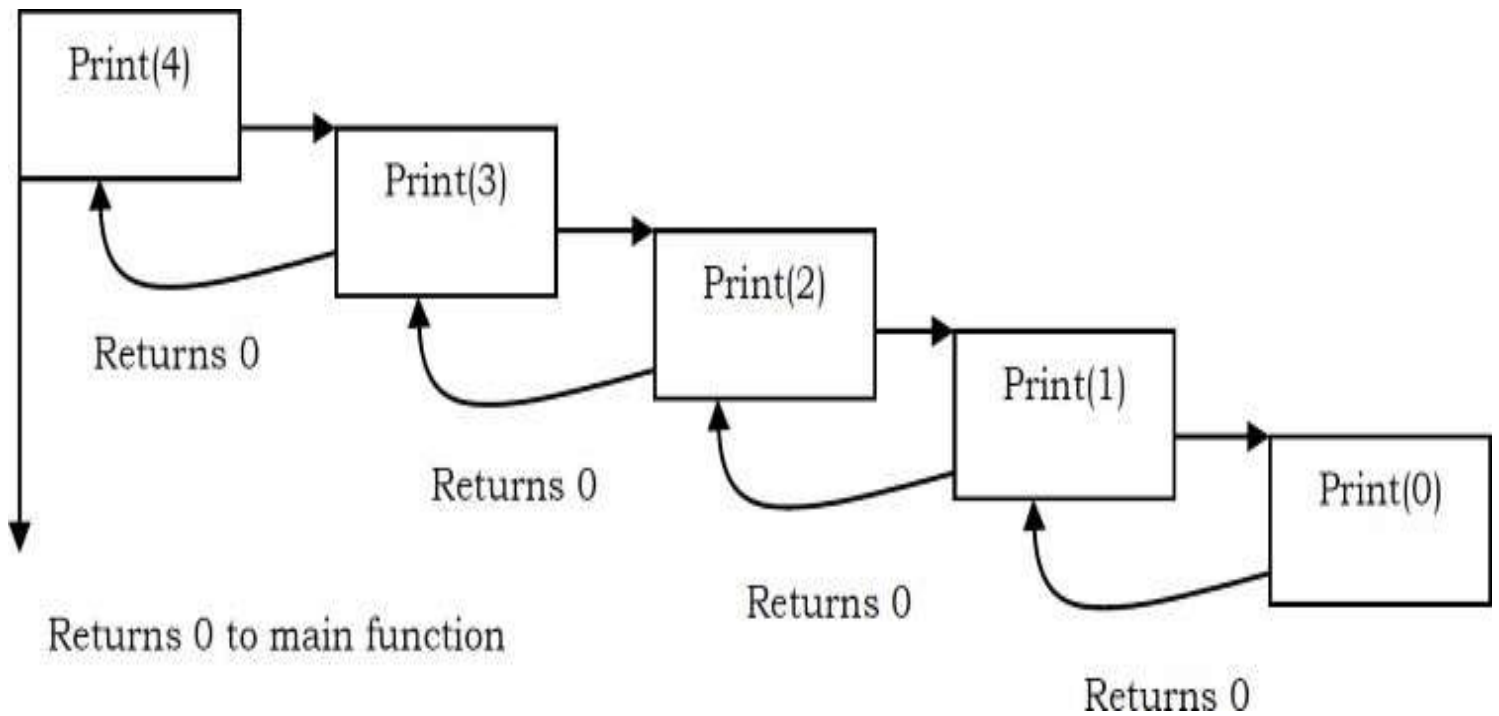 Print(4)
Print(3)
Print(2)
Returns 0
Print(1)
Returns 0
Print(0)
Returns 0
Returns 0 to main function
Returns 0